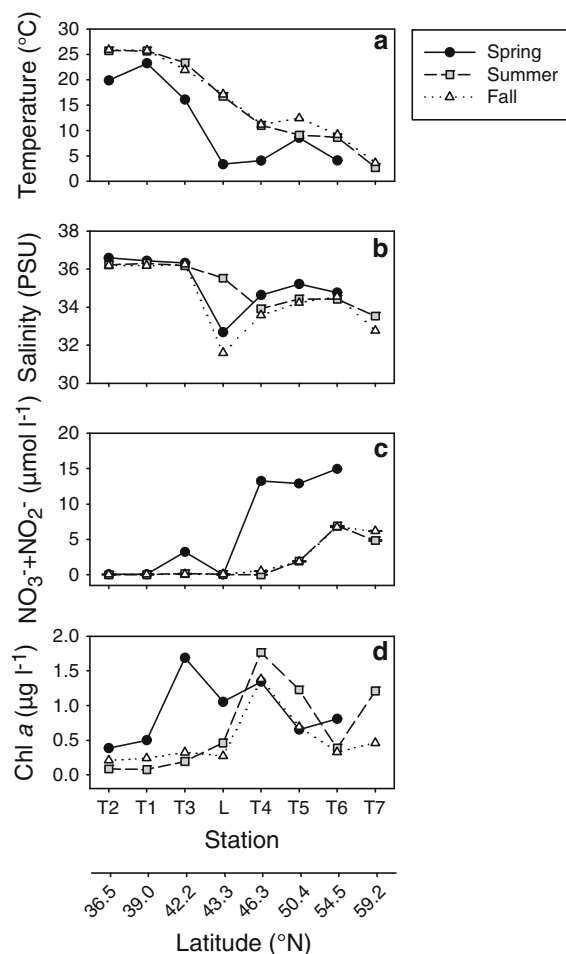 Temperature (°C)
30
25
20
15
10
5
0
a
Spring
Summer
Fall
Salinity (PSU)
38
36
34
32
30
b
NO3-+NO2- (μmol l-1)
20
15
10
5
0
c
Chl a (μg l-1)
2.0
1.5
1.0
0.5
0.0
d
T2 T1 T3 L T4 T5 T6 T7
Station
36.5 39.0 42.2 43.3 46.3 50.4 54.5 59.2
Latitude (°N)